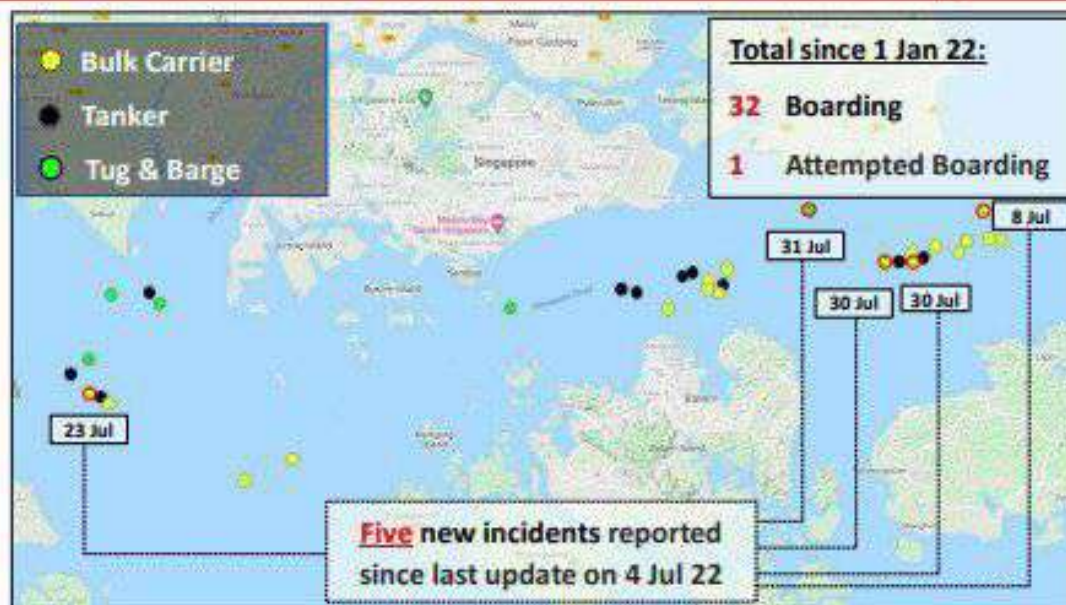 Bulk Carrier
Tanker
Tug & Barge
Total since 1 Jan 22:
32 Boarding
1 Attempted Boarding
Singapore
8 Jul
31 Jul
30 Jul
30 Jul
23 Jul
Five new incidents reported
since last update on 4 Jul 22